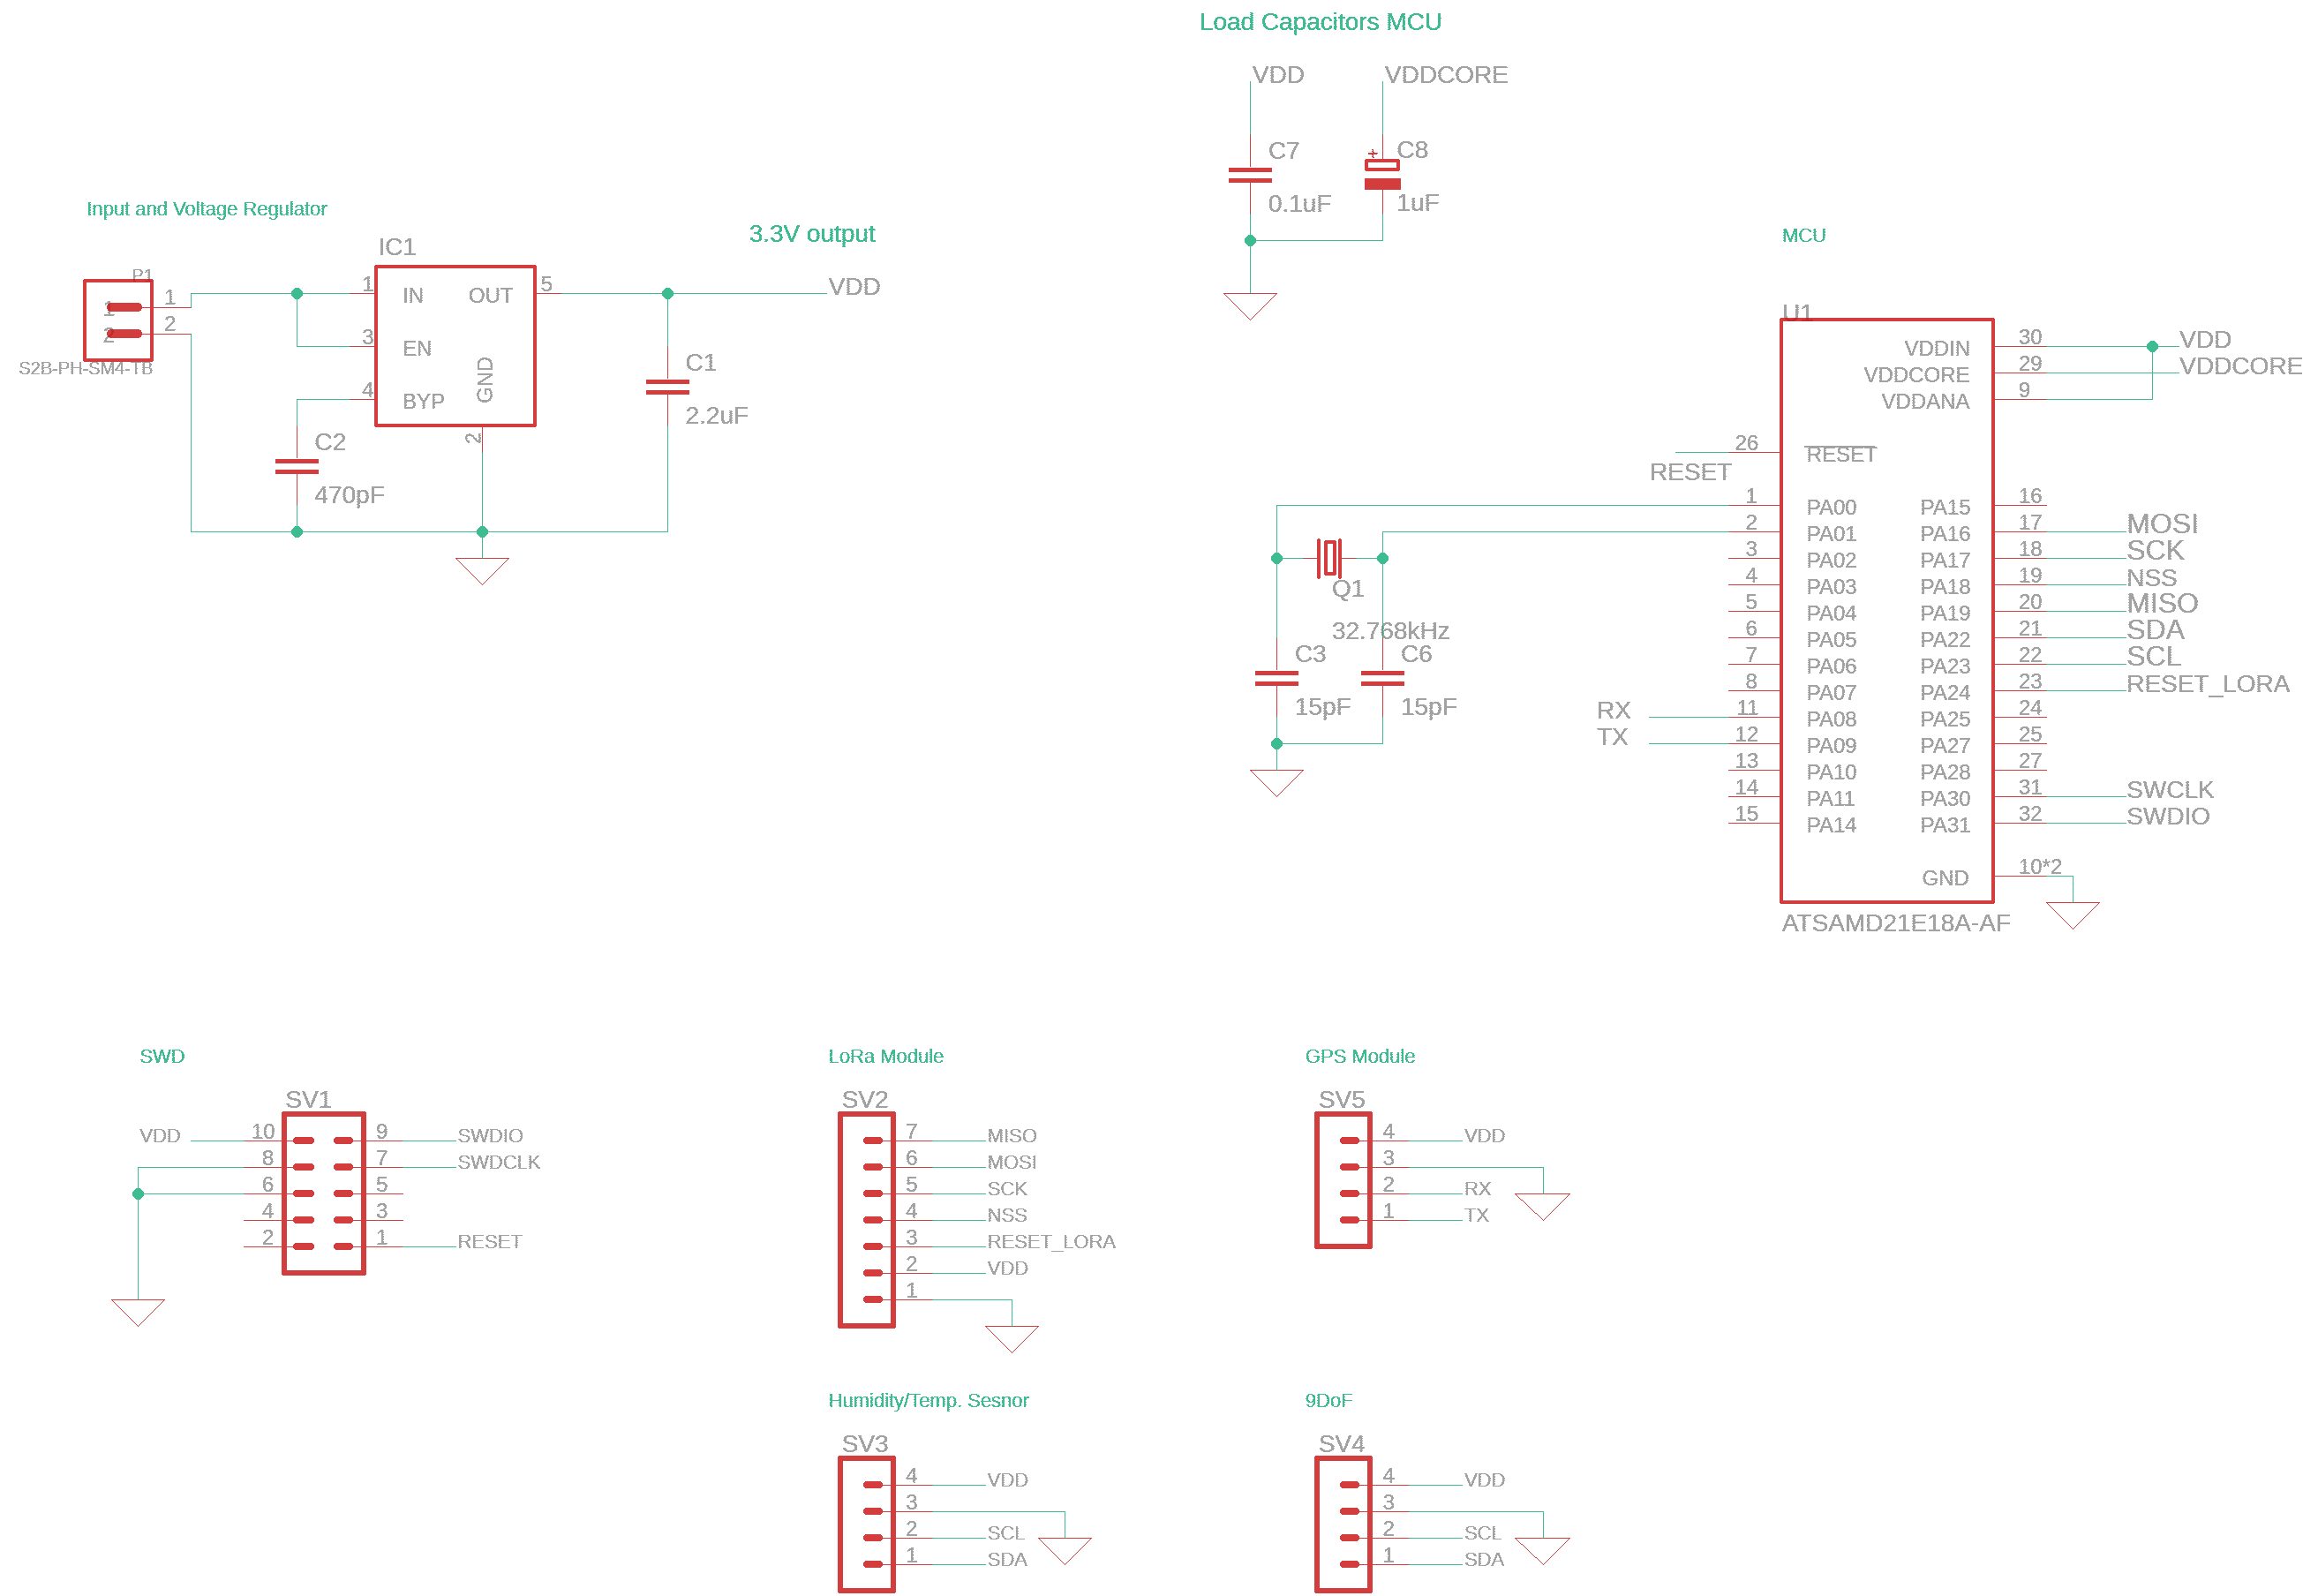 Load Capacitors MCU
VDD
VDDCORE
C7
0.1uF
C8
+
1uF
Input and Voltage Regulator
3.3V output
IC1
P1
1
2
1
2
S2B-PH-SM4-TB
1
3
4
IN
EN
BYP
OUT
GND
5
2
VDD
C1
2.2uF
C2
470pF
MCU
U1
VDDIN
VDDCORE
VDDANA
30
29
9
VDD
VDDCORE
RESET
26
RESET
1 PA00
2 PA01
3 PA02
4 PA03
5 PA04
6 PA05
7 PA06
8 PA07
RX 11 PA08
TX 12 PA09
13 PA10
14 PA11
15 PA14
PA15 16
PA16 17 MOSI
PA17 18 SCK
PA18 19 NSS
PA19 20 MISO
PA22 21 SDA
PA23 22 SCL
PA24 23 RESET_LORA
PA25 24
PA27 25
PA28 27
PA30 31 SWCLK
PA31 32 SWDIO
GND 10*2
ATSAMD21E18A-AF
Q1
32.768kHz
C3
15pF
C6
15pF
SWD
SV1
VDD 10 9 SWDIO
8 7 SWDCLK
6 5
4 3
2 1 RESET
LoRa Module
SV2
7 MISO
6 MOSI
5 SCK
4 NSS
3 RESET_LORA
2 VDD
1
GPS Module
SV5
4 VDD
3
2 RX
1 TX
Humidity/Temp. Sesnor
SV3
4 VDD
3
2 SCL
1 SDA
9DoF
SV4
4 VDD
3
2 SCL
1 SDA